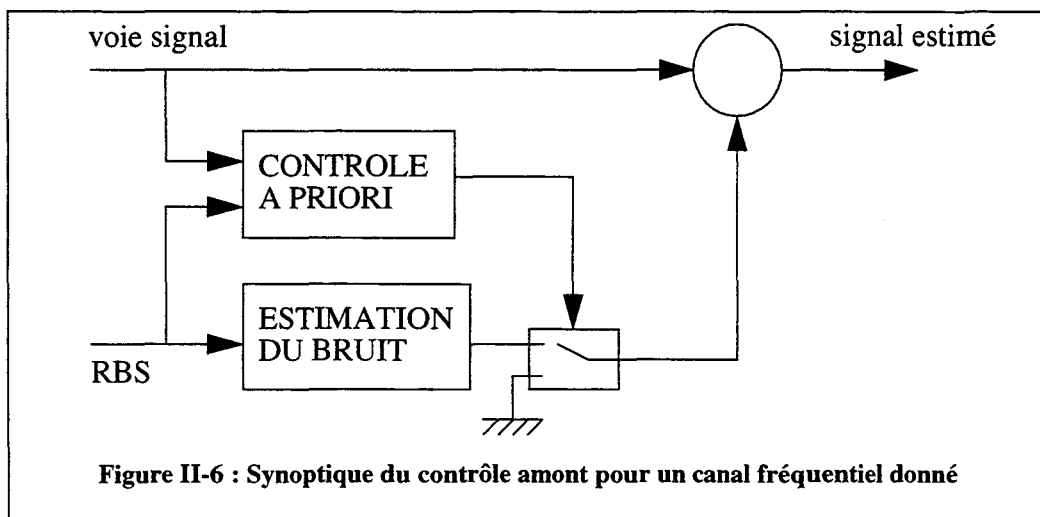 voie signal
signal estimé
CONTROLE
A PRIORI
ESTIMATION
DU BRUIT
RBS
Figure II-6 : Synoptique du contrôle amont pour un canal fréquentiel donné